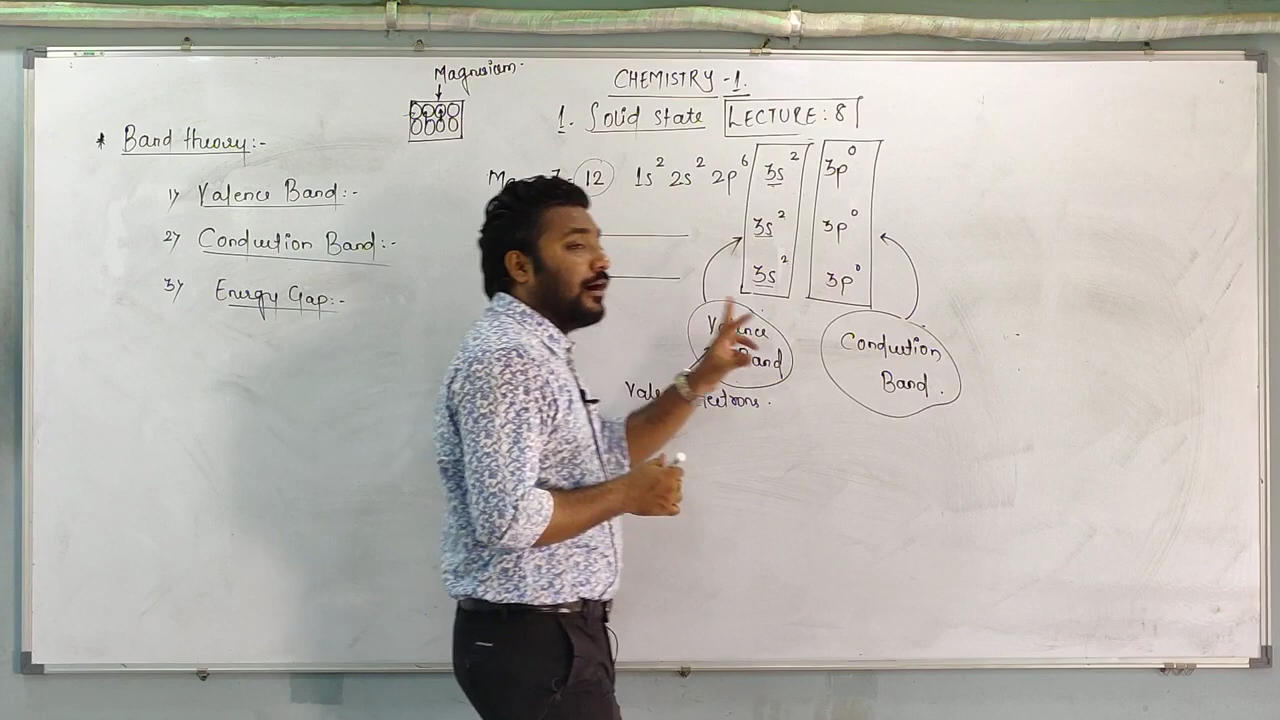 Magnesium.
CHEMISTRY-1.
1. Solid state LECTURE: 8
* Band theory:-
1) Valence Band:-
2) Conduction Band:-
3) Energy Gap:-
12 1s² 2s² 2p⁶ 3s² 3p⁰
3s² 3p⁰
3s² 3p⁰
Band
Conduction
Band.